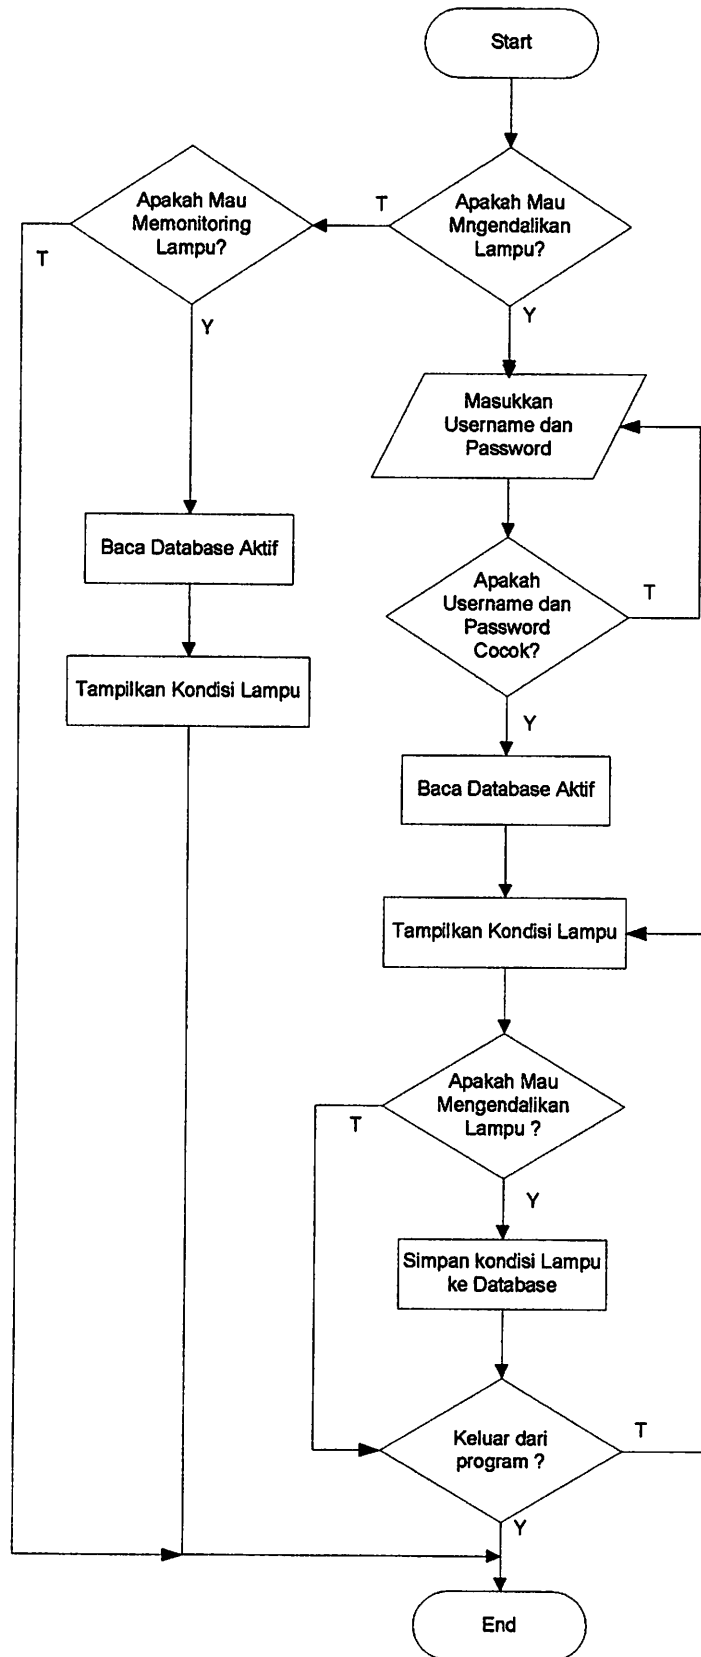 Start
Apakah Mau
Memonitoring
Lampu?
T
Apakah Mau
Mngendalikan
Lampu?
T
Y
Y
Masukkan
Username dan
Password
Baca Database Aktif
Apakah
Username dan
Password
Cocok?
T
Tampilkan Kondisi Lampu
Y
Baca Database Aktif
Tampilkan Kondisi Lampu
Apakah Mau
Mengendalikan
Lampu ?
T
Y
Simpan kondisi Lampu
ke Database
Keluar dari
program ?
T
Y
End